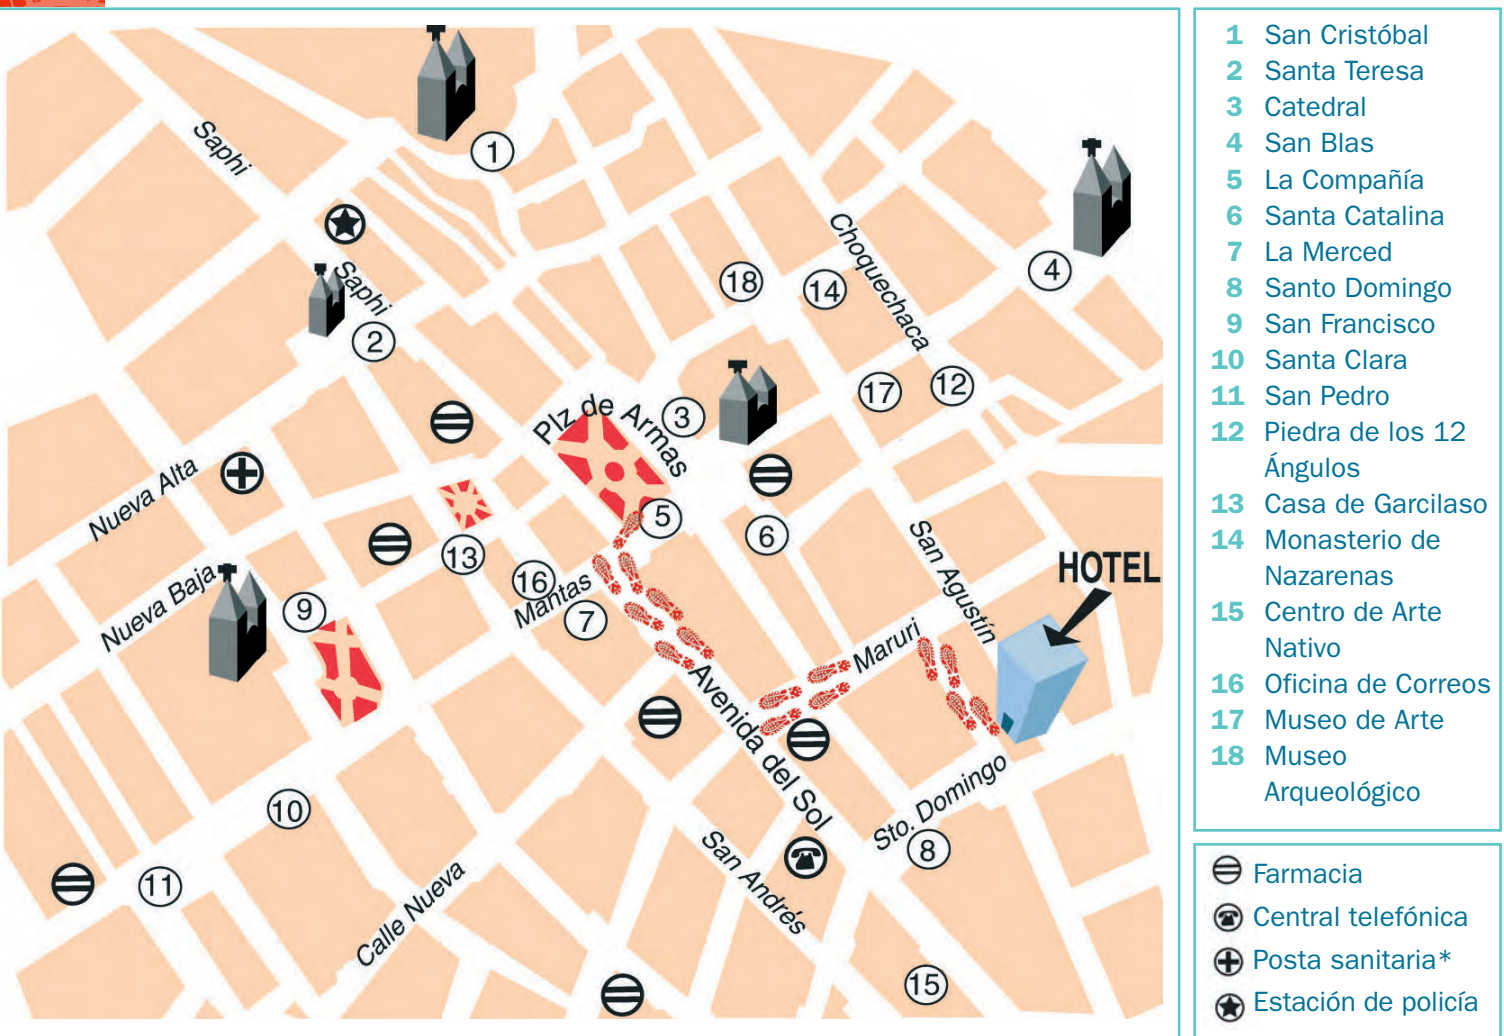 Saphi
1
4
Saphi
2
Choquechaca
18
14
17
12
3
Plz de Armas
5
6
Nueva Alta
13
16
Mantas
7
Nueva Baja
9
San Agustín
HOTEL
Maruri
Avenida del Sol
Sto. Domingo
8
10
11
Calle Nueva
San Andrés
15
1 San Cristóbal
2 Santa Teresa
3 Catedral
4 San Blas
5 La Compañía
6 Santa Catalina
7 La Merced
8 Santo Domingo
9 San Francisco
10 Santa Clara
11 San Pedro
12 Piedra de los 12
Ángulos
13 Casa de Garcilaso
14 Monasterio de
Nazarenas
15 Centro de Arte
Nativo
16 Oficina de Correos
17 Museo de Arte
18 Museo
Arqueológico
Farmacia
Central telefónica
Posta sanitaria*
Estación de policía